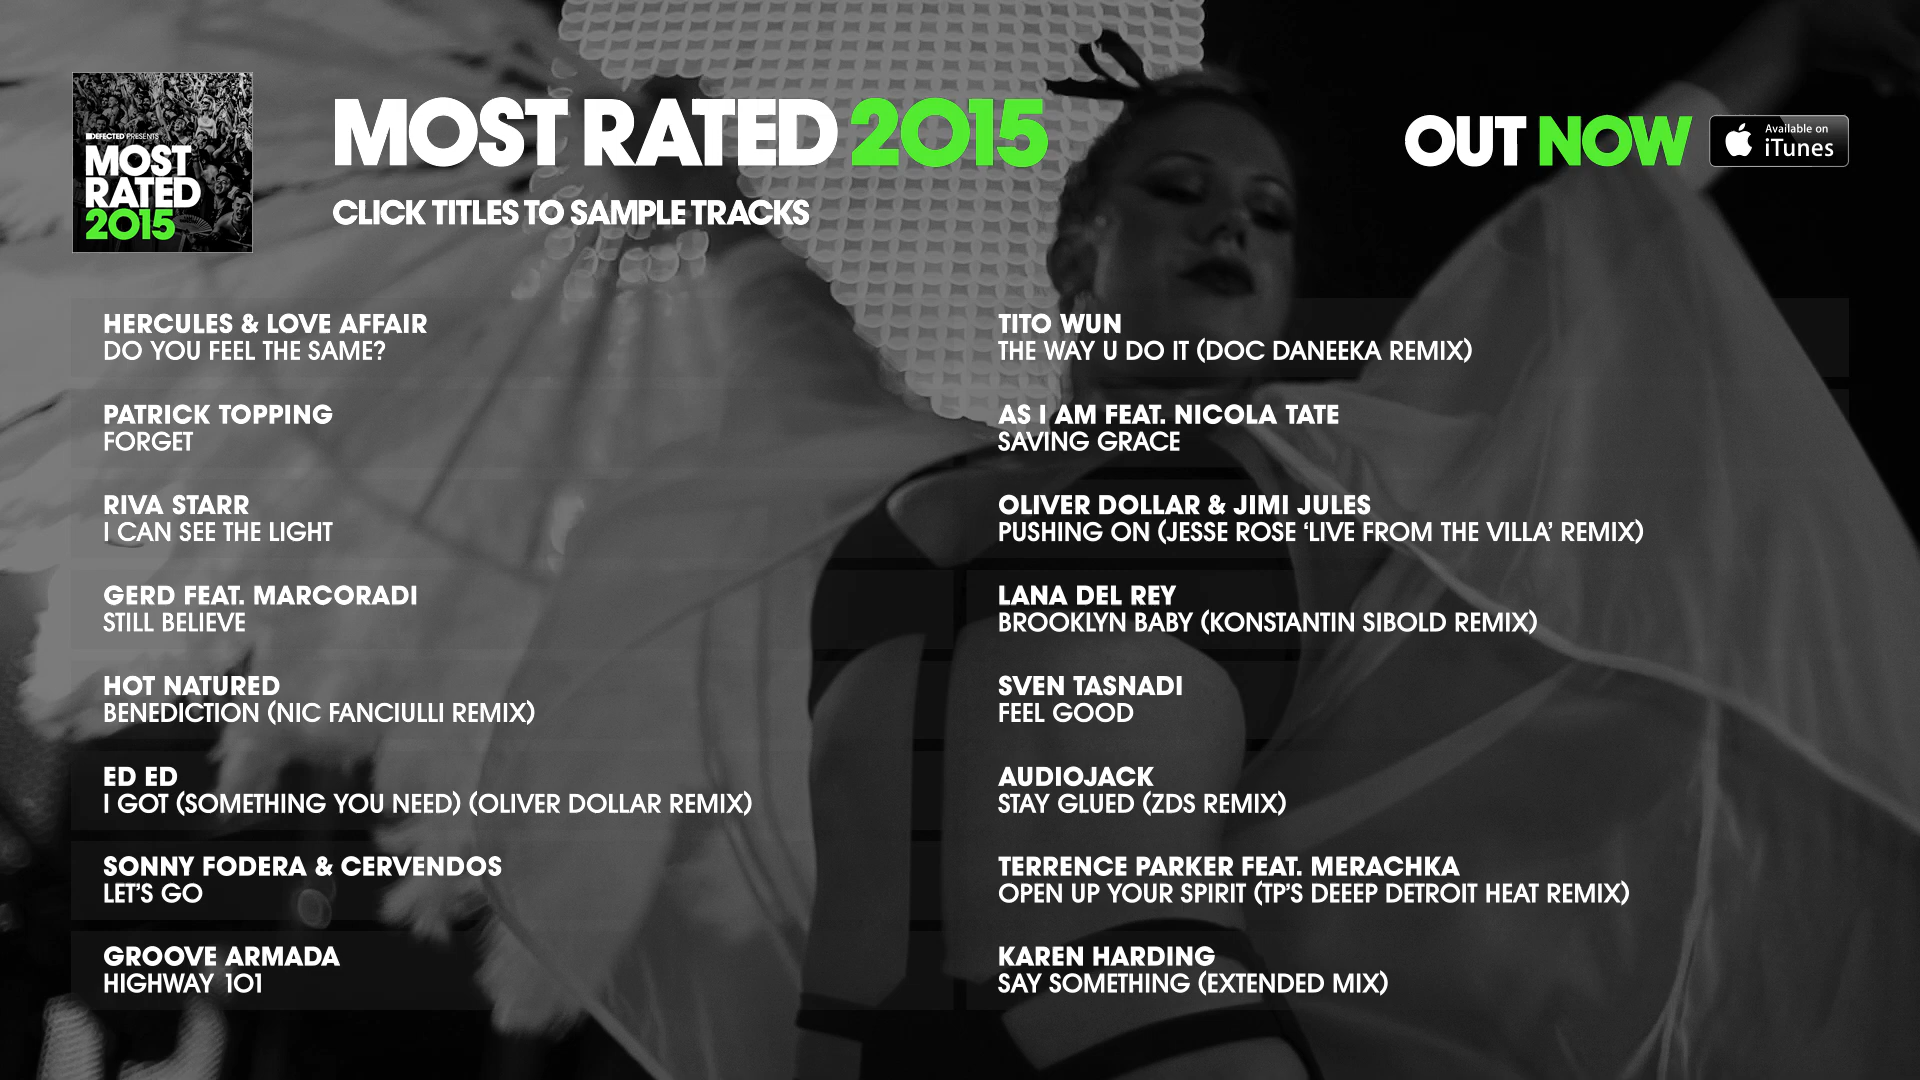 DEFECTED PRESENTS
MOST
RATED
2015
MOST RATED 2015
CLICK TITLES TO SAMPLE TRACKS
OUT NOW
Available on
iTunes
HERCULES & LOVE AFFAIR
DO YOU FEEL THE SAME?
PATRICK TOPPING
FORGET
RIVA STARR
I CAN SEE THE LIGHT
GERD FEAT. MARCORADI
STILL BELIEVE
HOT NATURED
BENEDICTION (NIC FANCIULLI REMIX)
ED ED
I GOT (SOMETHING YOU NEED) (OLIVER DOLLAR REMIX)
SONNY FODERA & CERVENDOS
LET'S GO
GROOVE ARMADA
HIGHWAY 101
TITO WUN
THE WAY U DO IT (DOC DANEEKA REMIX)
AS I AM FEAT. NICOLA TATE
SAVING GRACE
OLIVER DOLLAR & JIMI JULES
PUSHING ON (JESSE ROSE ‘LIVE FROM THE VILLA’ REMIX)
LANA DEL REY
BROOKLYN BABY (KONSTANTIN SIBOLD REMIX)
SVEN TASNADI
FEEL GOOD
AUDIOJACK
STAY GLUED (ZDS REMIX)
TERRENCE PARKER FEAT. MERACHKA
OPEN UP YOUR SPIRIT (TP'S DEEEP DETROIT HEAT REMIX)
KAREN HARDING
SAY SOMETHING (EXTENDED MIX)